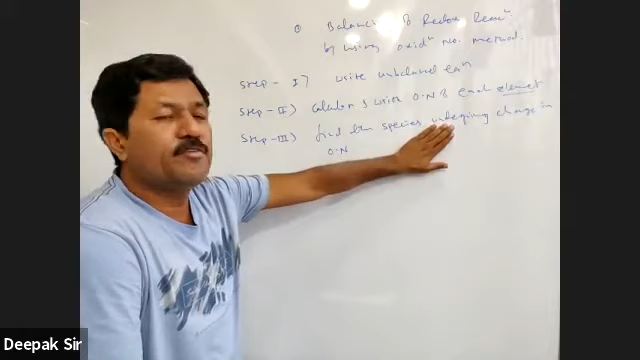 Balancing of Redox Reacⁿ
by using oxidⁿ no. method.
Step-I) write unbalanced eqn
Step-II) calculate & write O.N of each element
Step-III) find the species undergoing change in
O.N
Deepak Sir